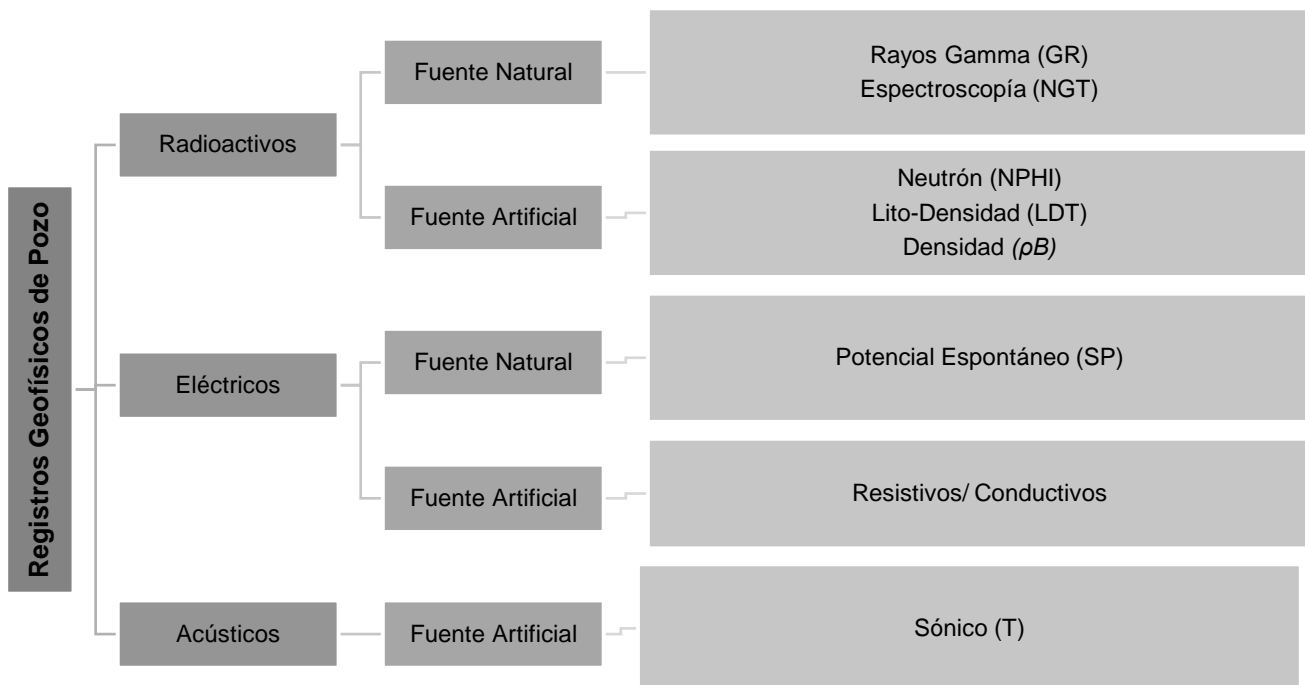 Registros Geofísicos de Pozo
Radioactivos
Fuente Natural
Rayos Gamma (GR)
Espectroscopía (NGT)
Fuente Artificial
Neutrón (NPHI)
Lito-Densidad (LDT)
Densidad (ρB)
Eléctricos
Fuente Natural
Potencial Espontáneo (SP)
Fuente Artificial
Resistivos/ Conductivos
Acústicos
Fuente Artificial
Sónico (T)